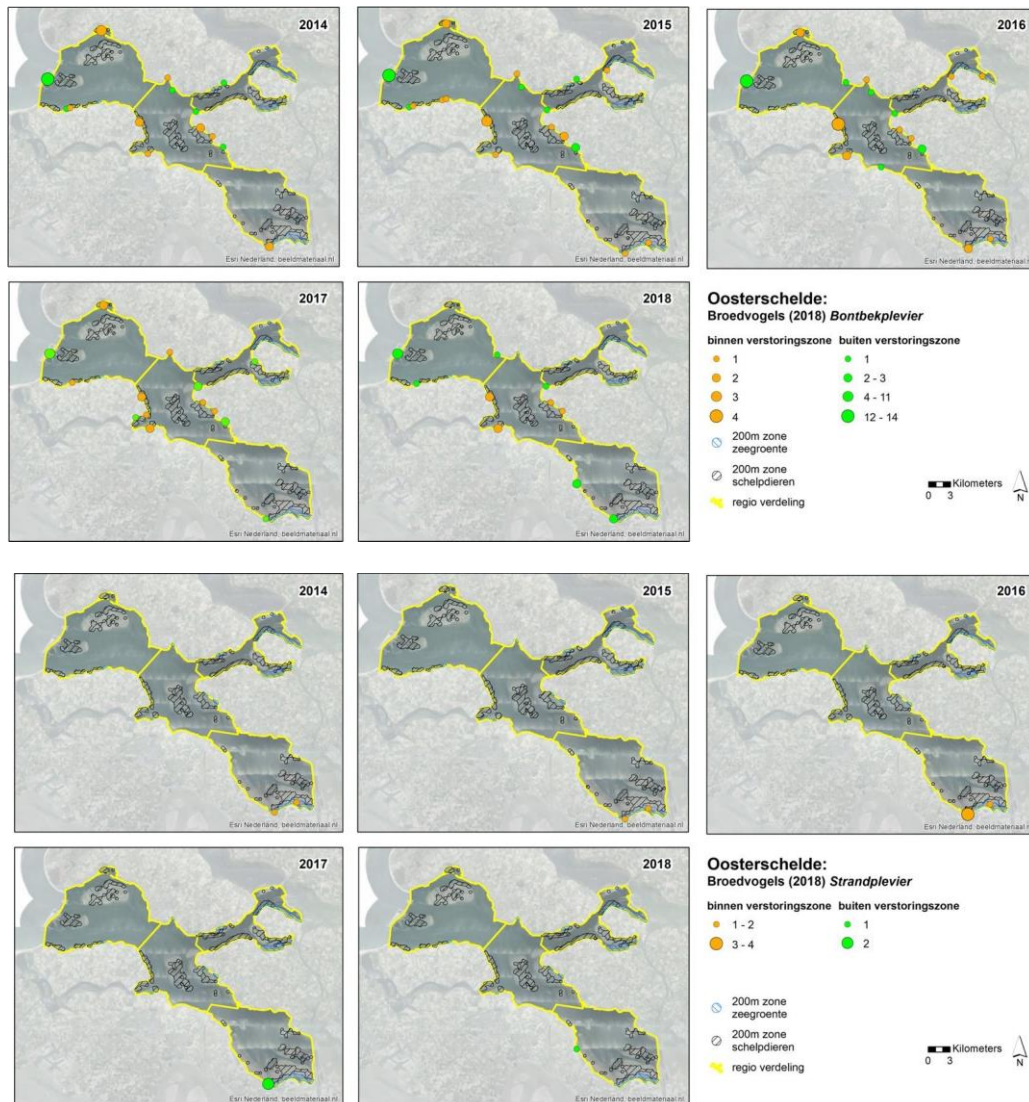 2014
Esri Nederland, beeldmateriaal.nl
2015
Esri Nederland, beeldmateriaal.nl
2016
Esri Nederland, beeldmateriaal.nl
2017
Esri Nederland, beeldmateriaal.nl
2018
Esri Nederland, beeldmateriaal.nl
Oosterschelde:
Broedvogels (2018) Bontbekplevier
binnen verstoringszone buiten verstoringszone
1 1
2 2 - 3
3 4 - 11
4 12 - 14
200m zone
zeegroente
200m zone
schelpdieren
regio verdeling
Kilometers
0 3
N
2014
Esri Nederland, beeldmateriaal.nl
2015
Esri Nederland, beeldmateriaal.nl
2016
Esri Nederland, beeldmateriaal.nl
2017
Esri Nederland, beeldmateriaal.nl
2018
Esri Nederland, beeldmateriaal.nl
Oosterschelde:
Broedvogels (2018) Strandplevier
binnen verstoringszone buiten verstoringszone
1 - 2 1
3 - 4 2
200m zone
zeegroente
200m zone
schelpdieren
regio verdeling
Kilometers
0 3
N